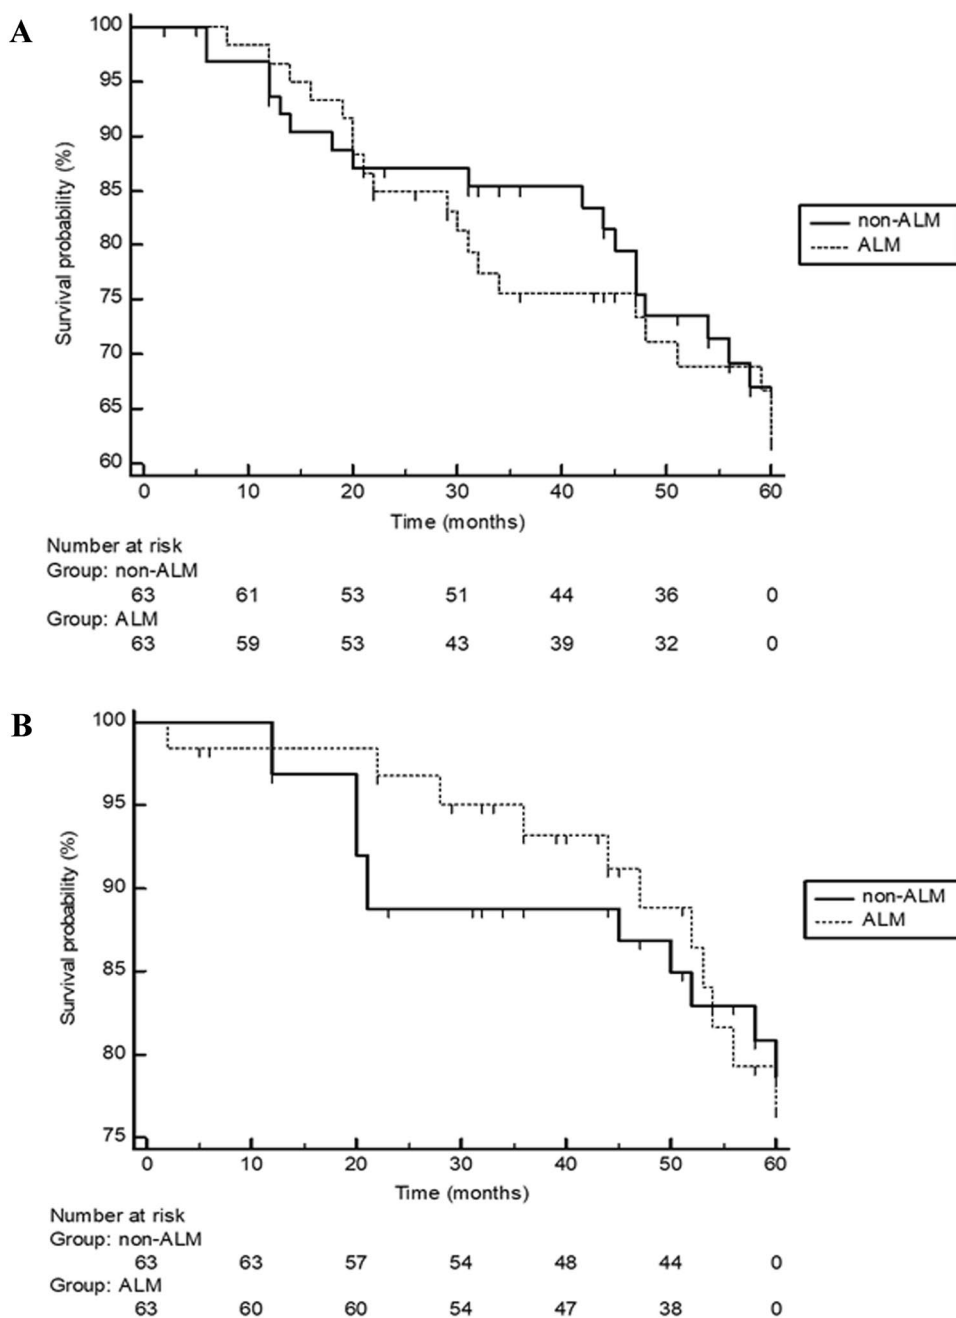 A
100
95
90
85
80
75
70
65
60
Survival probability (%)
0 10 20 30 40 50 60
Time (months)
non-ALM
ALM
Number at risk
Group: non-ALM
63 61 53 51 44 36 0
Group: ALM
63 59 53 43 39 32 0
B
100
95
90
85
80
75
Survival probability (%)
0 10 20 30 40 50 60
Time (months)
non-ALM
ALM
Number at risk
Group: non-ALM
63 63 57 54 48 44 0
Group: ALM
63 60 60 54 47 38 0